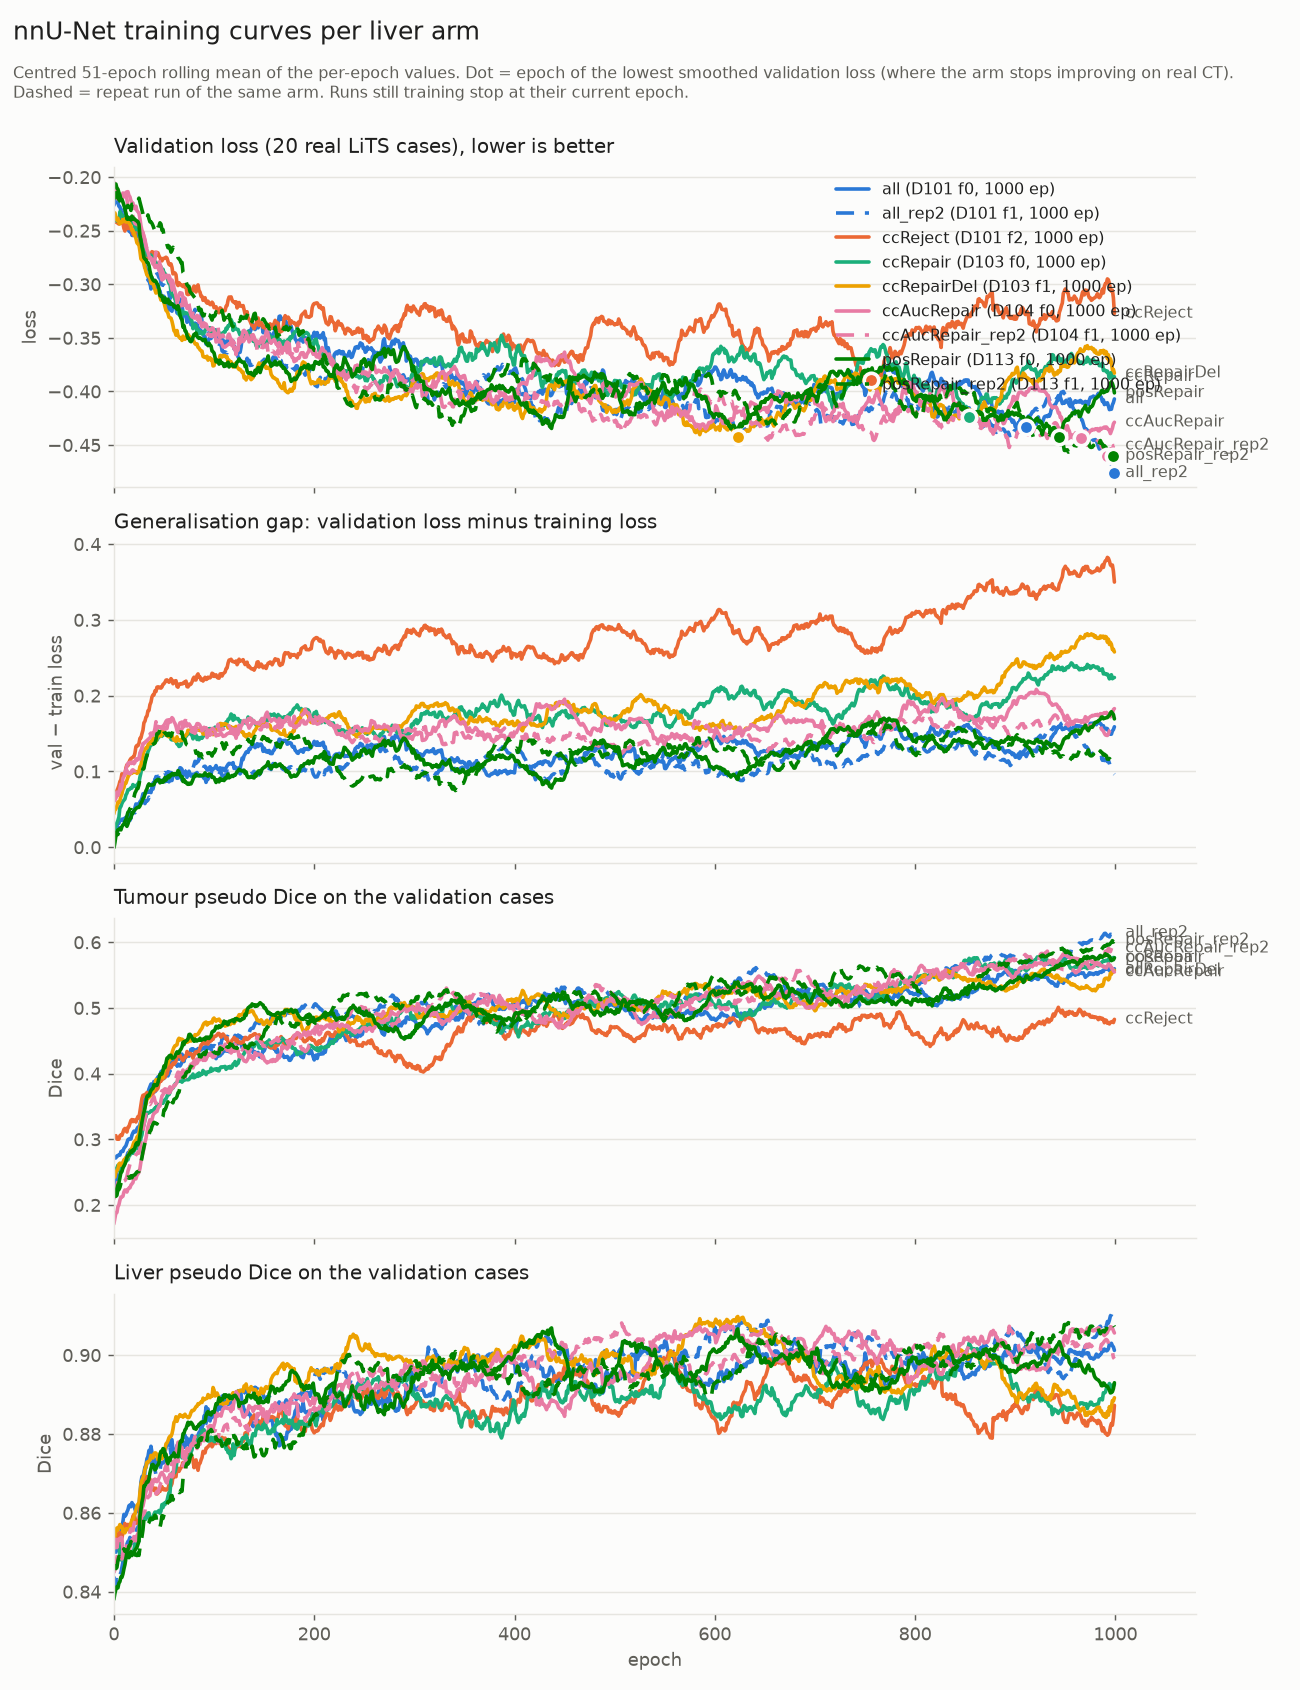 nnU-Net training curves per liver arm
Centred 51-epoch rolling mean of the per-epoch values. Dot = epoch of the lowest smoothed validation loss (where the arm stops improving on real CT).
Dashed = repeat run of the same arm. Runs still training stop at their current epoch.
Validation loss (20 real LiTS cases), lower is better
−0.20
−0.25
−0.30
−0.35
−0.40
−0.45
loss
all (D101 f0, 1000 ep)
all_rep2 (D101 f1, 1000 ep)
ccReject (D101 f2, 1000 ep)
ccRepair (D103 f0, 1000 ep)
ccRepairDel (D103 f1, 1000 ep)
ccAucRepair (D104 f0, 1000 ep)
ccAucRepair_rep2 (D104 f1, 1000 ep)
posRepair (D113 f0, 1000 ep)
posRepair_rep2 (D113 f1, 1000 ep)
ccReject
ccRepairDel
ccRepair
posRepair
all
ccAucRepair
ccAucRepair_rep2
posRepair_rep2
all_rep2
Generalisation gap: validation loss minus training loss
0.4
0.3
0.2
0.1
0.0
val − train loss
Tumour pseudo Dice on the validation cases
0.6
0.5
0.4
0.3
0.2
Dice
all_rep2
posRepair_rep2
ccAucRepair_rep2
ccAucRepair
ccReject
Liver pseudo Dice on the validation cases
0.90
0.88
0.86
0.84
Dice
0
200
400
600
800
1000
epoch